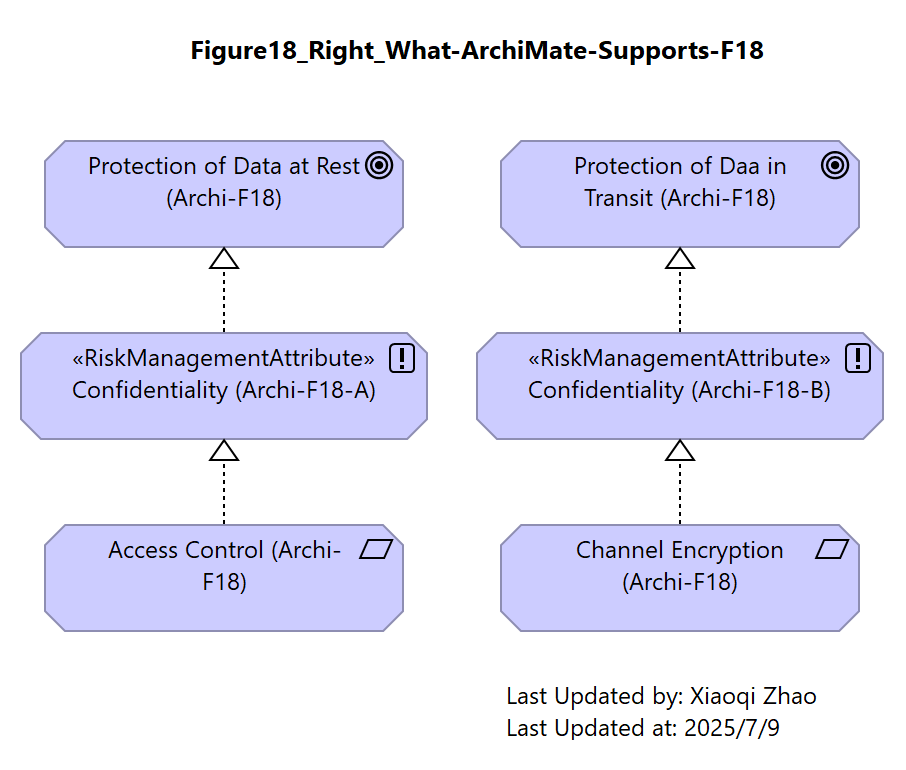 Figure18_Right_What-ArchiMate-Supports-F18
Protection of Data at Rest
(Archi-F18)
Protection of Daa in
Transit (Archi-F18)
«RiskManagementAttribute»
Confidentiality (Archi-F18-A)
«RiskManagementAttribute»
Confidentiality (Archi-F18-B)
Access Control (Archi-
F18)
Channel Encryption
(Archi-F18)
Last Updated by: Xiaoqi Zhao
Last Updated at: 2025/7/9